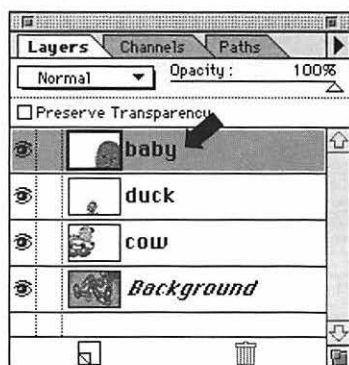 Layers Channels Paths
Normal Opacity: 100%
Preserve Transparency
baby
duck
cow
Background